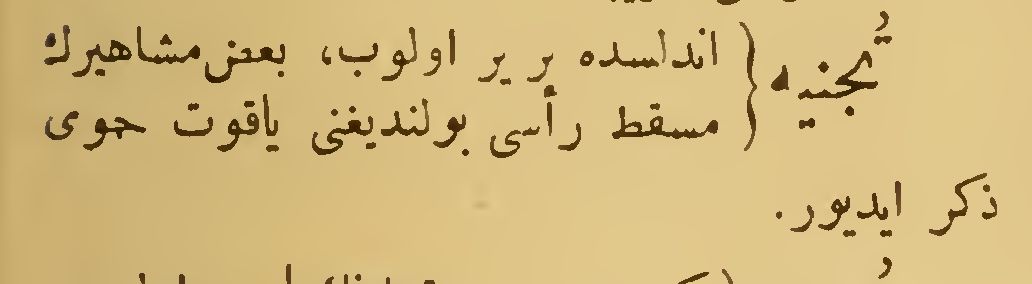 تُجنیه { اندلسده بر یر اولوب، بعض مشاهیرك
مسقط رأسی بولندیغنی یاقوت حموی
ذکر ایدیور.